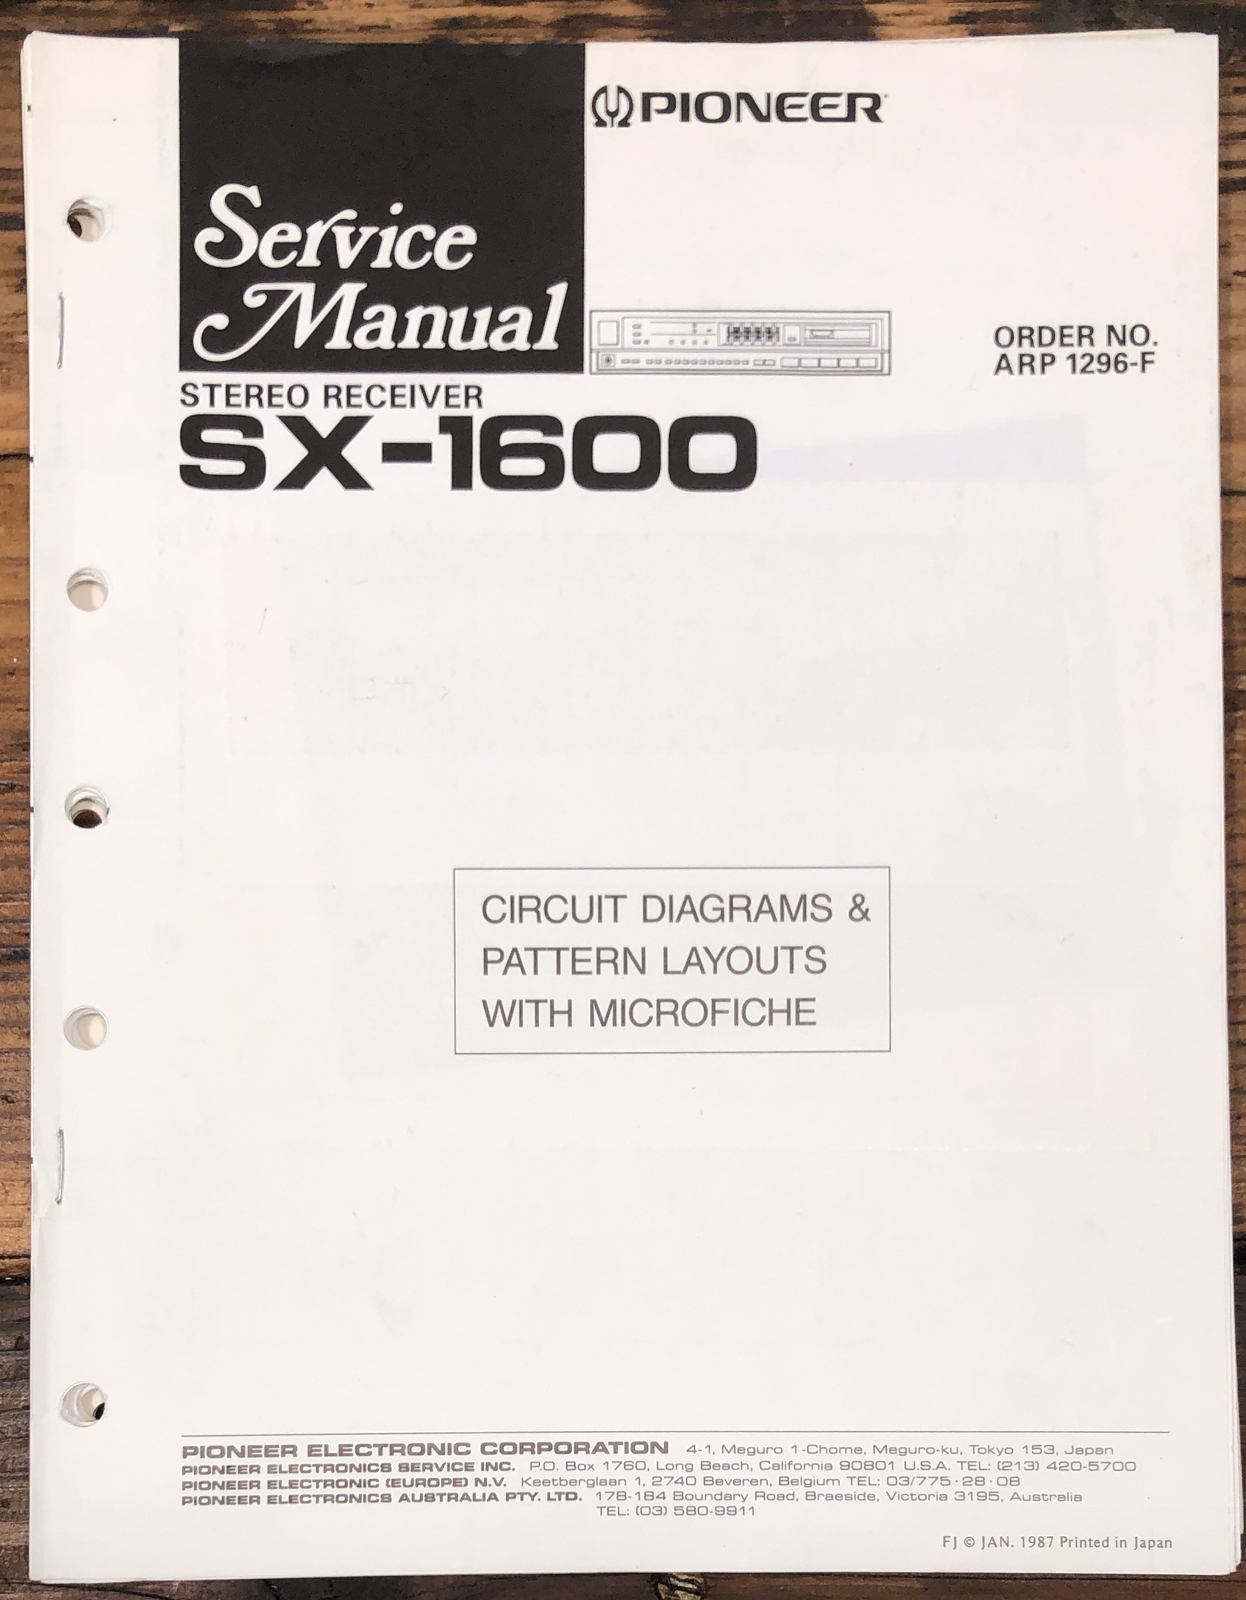 PIONEER
Service
Manual
ORDER NO.
ARP 1296-F
STEREO RECEIVER
SX-1600
CIRCUIT DIAGRAMS &
PATTERN LAYOUTS
WITH MICROFICHE
PIONEER ELECTRONIC CORPORATION 4-1, Meguro 1-Chome, Meguro-ku, Tokyo 153, Japan
PIONEER ELECTRONICS SERVICE INC. P.O. Box 1760, Long Beach, California 90801 U.S.A. TEL: (213) 420-5700
PIONEER ELECTRONIC (EUROPE) N.V. Keetberglaan 1, 2740 Beveren, Belgium TEL: 03/775·28·08
PIONEER ELECTRONICS AUSTRALIA PTY. LTD. 178-184 Boundary Road, Braeside, Victoria 3195, Australia
TEL: (03) 580-9911
FJ © JAN. 1987 Printed in Japan